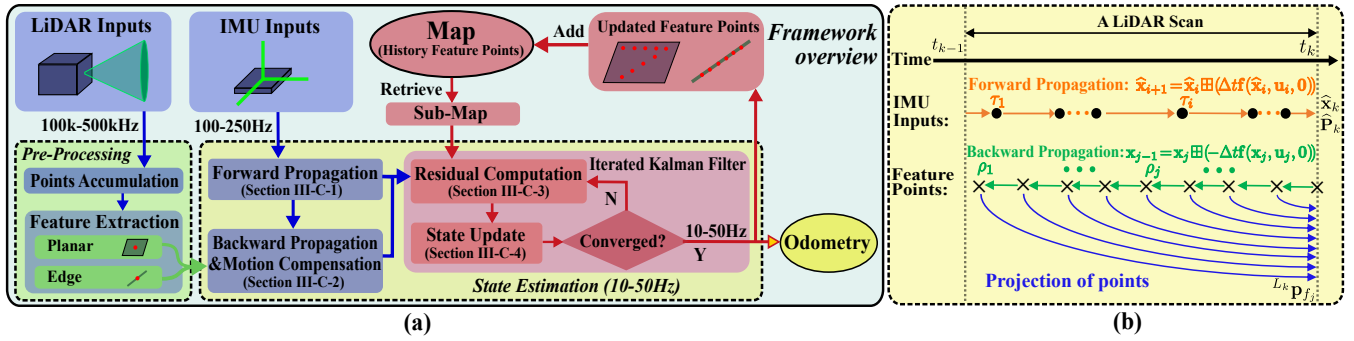 LiDAR Inputs
IMU Inputs
Map
(History Feature Points)
Add
Updated Feature Points
Framework
overview
100k-500kHz
100-250Hz
Retrieve
Sub-Map
Pre-Processing
Points Accumulation
Feature Extraction
Planar
Edge
Forward Propagation
(Section III-C-1)
Backward Propagation
&Motion Compensation
(Section III-C-2)
Iterated Kalman Filter
Residual Computation
(Section III-C-3)
N
State Update
(Section III-C-4)
Converged?
10-50Hz
Y
Odometry
State Estimation (10-50Hz)
(a)
A LiDAR Scan
t_{k-1}
t_k
Time
Forward Propagation: x̂_{i+1}=x̂_i⊞(Δtf(x̂_i, u_i, 0))
IMU
Inputs:
τ_1
τ_i
x̂_k
P̂_k
Backward Propagation:x_{j-1}=x_j⊞(-Δtf(x_j, u_j, 0))
Feature
Points:
ρ_1
ρ_j
Projection of points
^{L_k}p_{f_j}
(b)